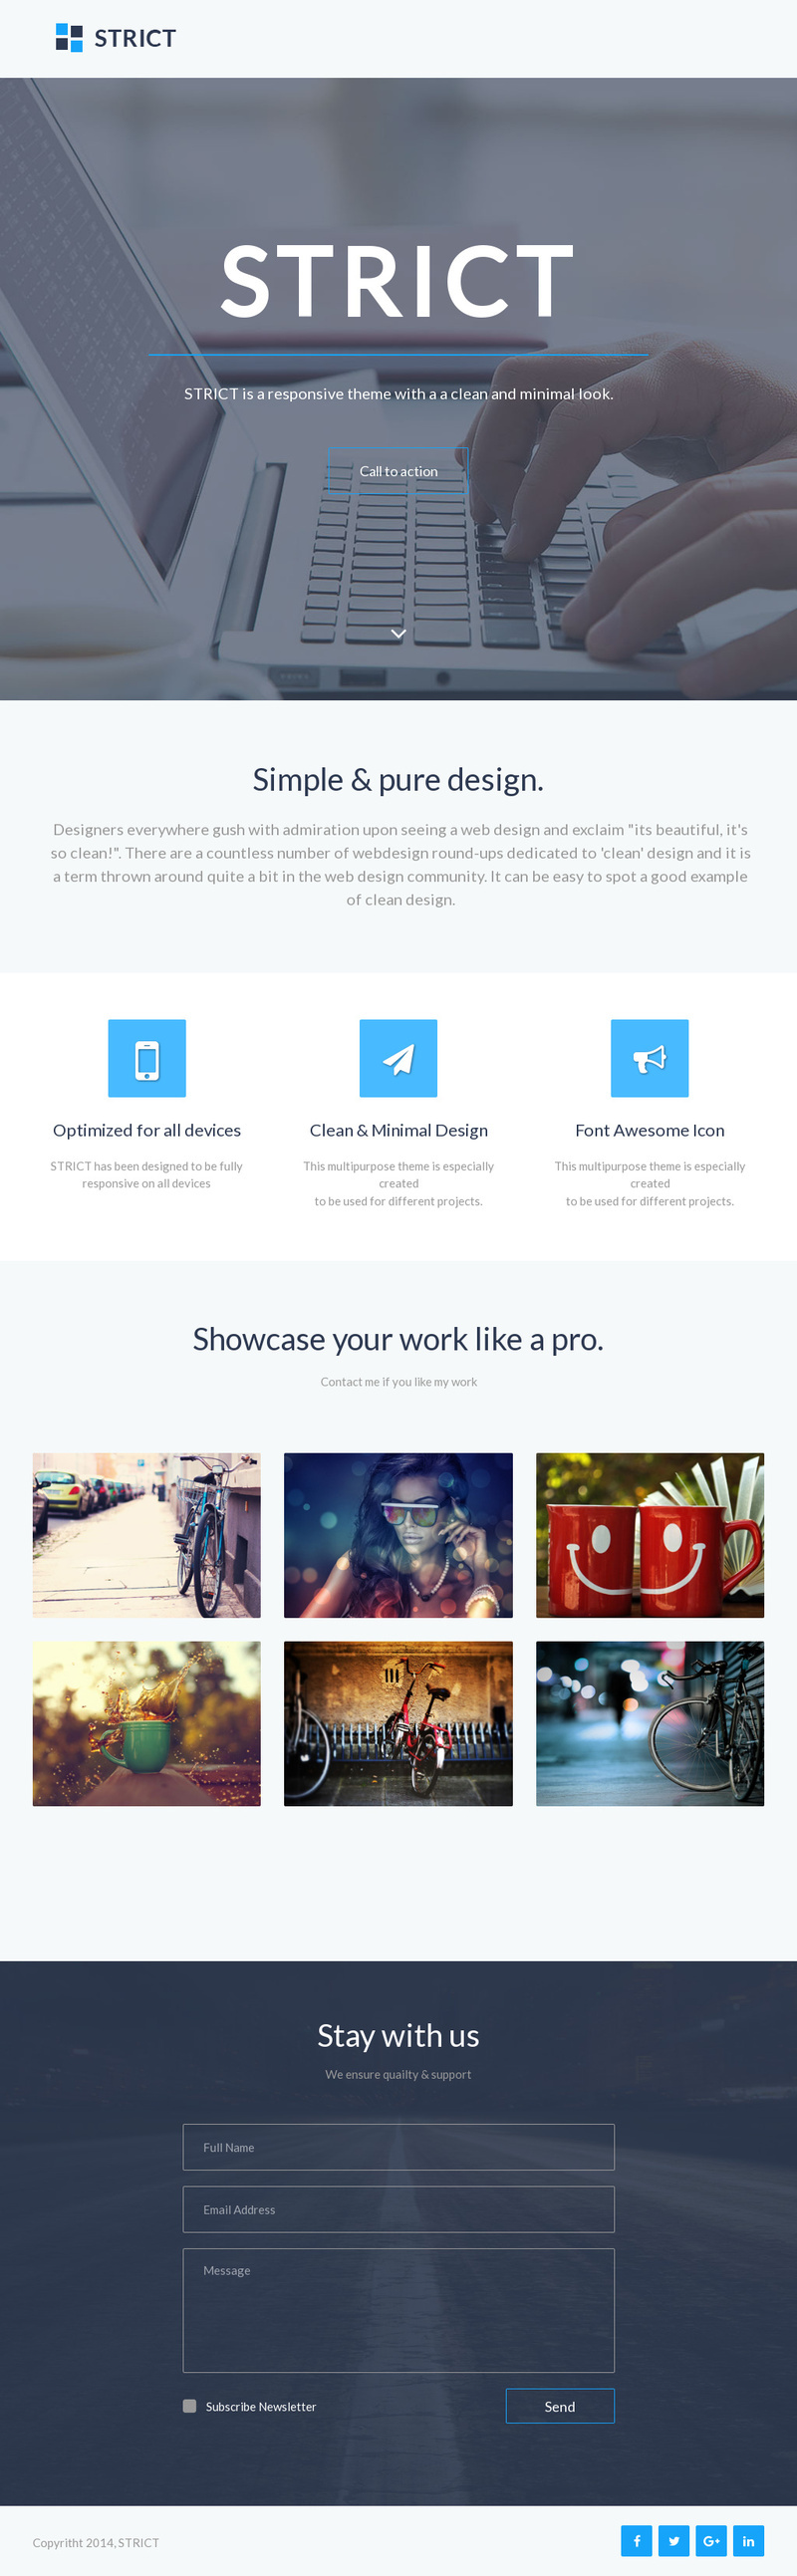 STRICT
STRICT
STRICT is a responsive theme with a a clean and minimal look.
Call to action
Simple & pure design.
Designers everywhere gush with admiration upon seeing a web design and exclaim "its beautiful, it's
so clean!". There are a countless number of webdesign round-ups dedicated to 'clean' design and it is
a term thrown around quite a bit in the web design community. It can be easy to spot a good example
of clean design.
Optimized for all devices
STRICT has been designed to be fully
responsive on all devices
Clean & Minimal Design
This multipurpose theme is especially
created
to be used for different projects.
Font Awesome Icon
This multipurpose theme is especially
created
to be used for different projects.
Showcase your work like a pro.
Contact me if you like my work
Stay with us
We ensure quailty & support
Full Name
Email Address
Message
Subscribe Newsletter
Send
Copyritht 2014, STRICT